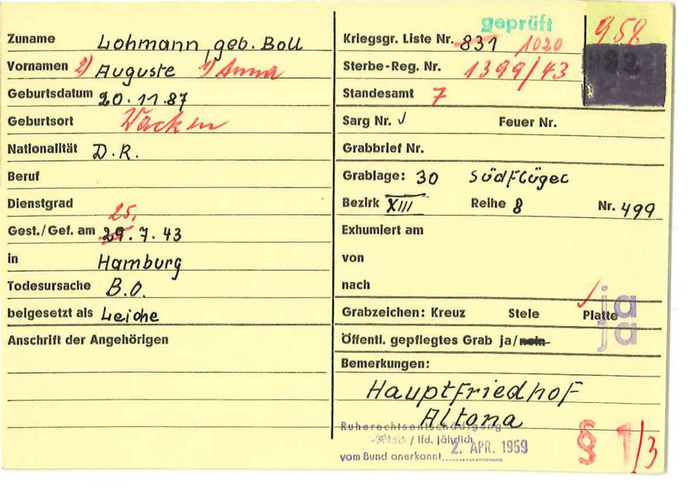 Zuname Lohmann, geb. Boll
Vornamen 2) Auguste 1) Anna
Geburtsdatum 20.11.87
Geburtsort Wacken
Nationalität D.R.
Beruf
Dienstgrad
25.
Gest./Gef. am 29.7.43
in Hamburg
Todesursache B.O.
beigesetzt als Leiche
Anschrift der Angehörigen
geprüft
958
Kriegsgr. Liste Nr. 831 1020
Sterbe-Reg. Nr. 1399/43
Standesamt 7
Sarg Nr. Feuer Nr.
Grabbrief Nr.
Grablage: 30 Südflügel
Bezirk XIII Reihe 8 Nr. 499
Exhumiert am
von
nach
ja
Grabzeichen: Kreuz Stele Platte
ja
Öffentl. gepflegtes Grab ja/nein
Bemerkungen:
Hauptfriedhof
Altona
Ruherechtsentschädigung
/ lfd. jährlich
2. APR. 1959
vom Bund anerkannt
§ 1/3